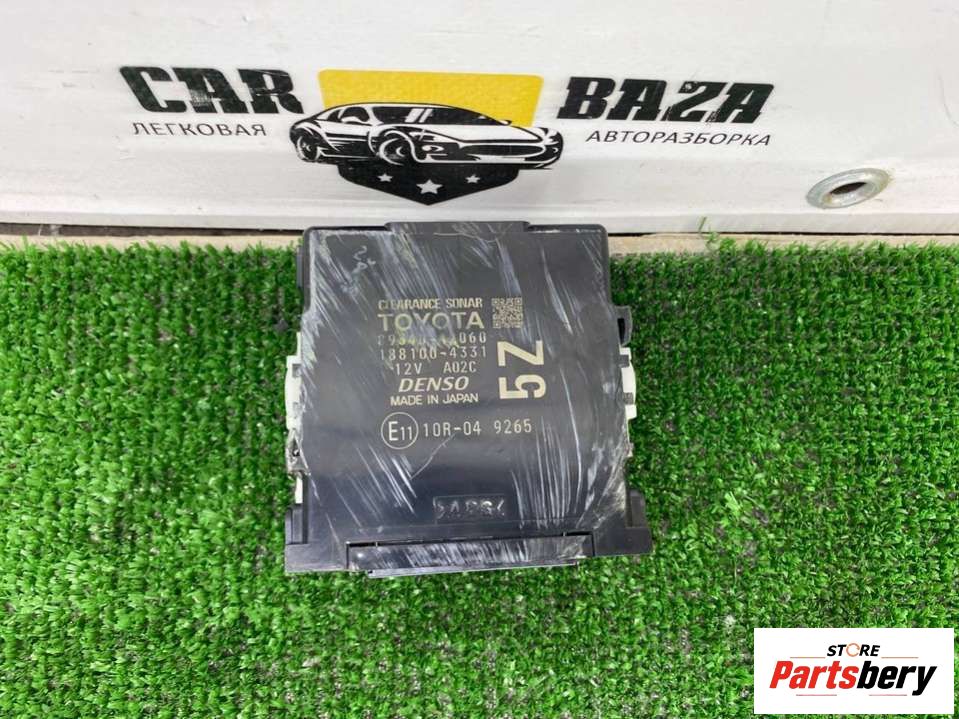 CAR BAZA
ЛЕГКОВАЯ АВТОРАЗБОРКА
CLEARANCE SONAR
TOYOTA
188100-4331
12V A02C
DENSO
MADE IN JAPAN
5Z
E11 10R-04 9265
STORE
Partsbery